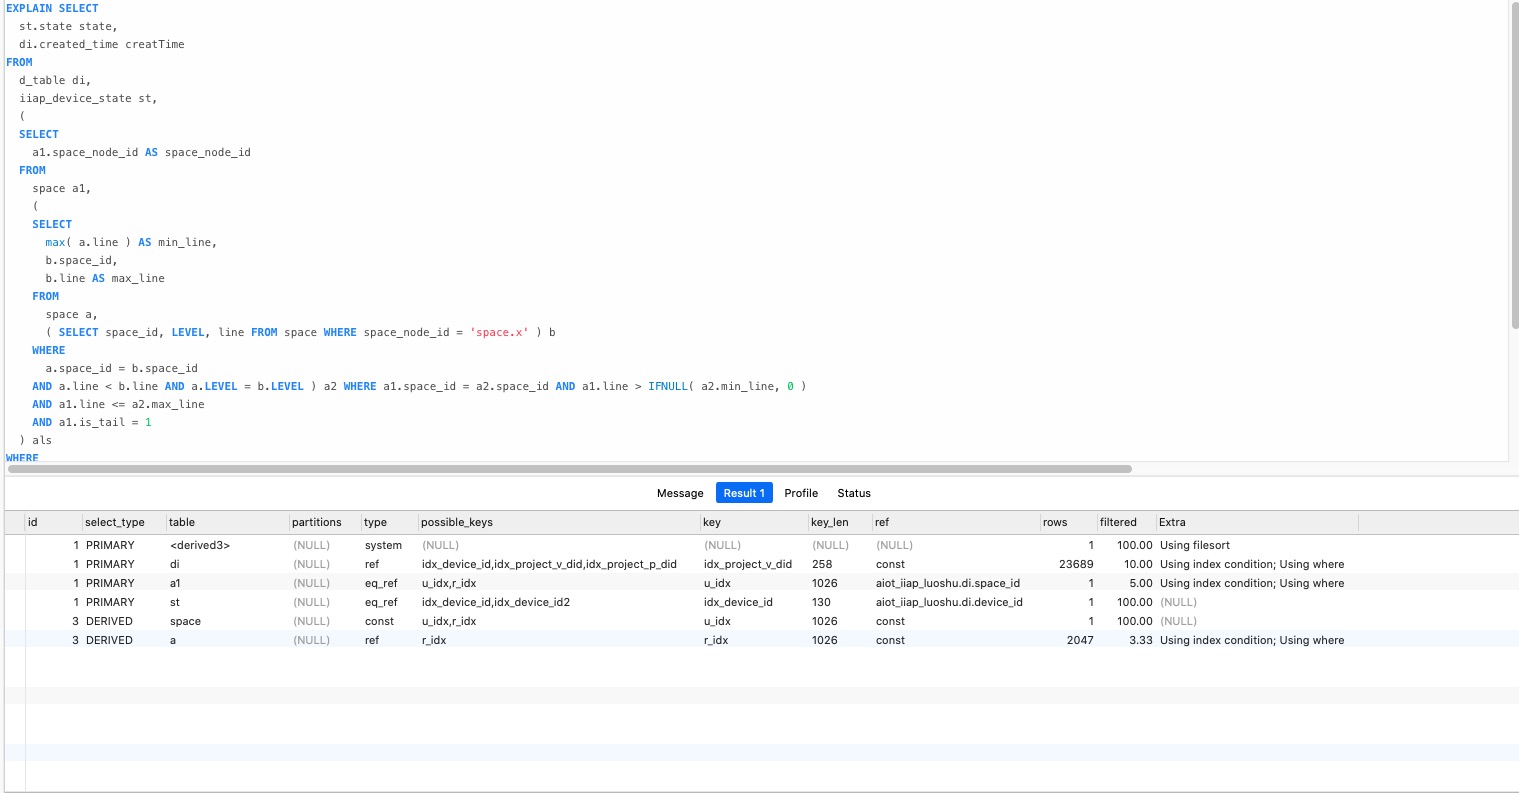 EXPLAIN SELECT
st.state state,
di.created_time creatTime
FROM
d_table di,
iiap_device_state st,
(
SELECT
a1.space_node_id AS space_node_id
FROM
space a1,
(
SELECT
max( a.line ) AS min_line,
b.space_id,
b.line AS max_line
FROM
space a,
( SELECT space_id, LEVEL, line FROM space WHERE space_node_id = 'space.x' ) b
WHERE
a.space_id = b.space_id
AND a.line < b.line AND a.LEVEL = b.LEVEL ) a2 WHERE a1.space_id = a2.space_id AND a1.line > IFNULL( a2.min_line, 0 )
AND a1.line <= a2.max_line
AND a1.is_tail = 1
) als
WHERE
Message Result 1 Profile Status
id select_type table partitions type possible_keys key key_len ref rows filtered Extra
1 PRIMARY <derived3> (NULL) system (NULL) (NULL) (NULL) (NULL) 1 100.00 Using filesort
1 PRIMARY di (NULL) ref idx_device_id,idx_project_v_did,idx_project_p_did idx_project_v_did 258 const 23689 10.00 Using index condition; Using where
1 PRIMARY a1 (NULL) eq_ref u_idx,r_idx u_idx 1026 aiot_iiap_luoshu.di.space_id 1 5.00 Using index condition; Using where
1 PRIMARY st (NULL) eq_ref idx_device_id,idx_device_id2 idx_device_id 130 aiot_iiap_luoshu.di.device_id 1 100.00 (NULL)
3 DERIVED space (NULL) const u_idx,r_idx u_idx 1026 const 1 100.00 (NULL)
3 DERIVED a (NULL) ref r_idx r_idx 1026 const 2047 3.33 Using index condition; Using where